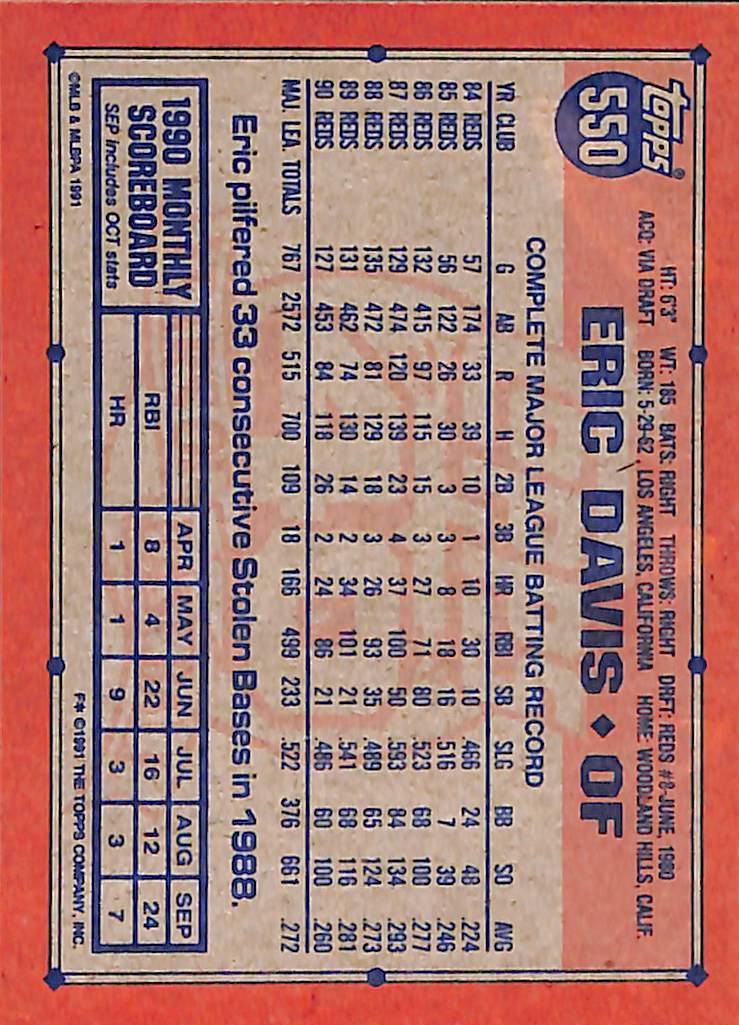 topps®
550
HT: 6'3" WT: 185 BATS: RIGHT THROWS: RIGHT DRFT: REDS #8-JUNE, 1980
ACQ: VIA DRAFT BORN: 5-29-62, LOS ANGELES, CALIFORNIA HOME: WOODLAND HILLS, CALIF.
ERIC DAVIS ◆ OF
COMPLETE MAJOR LEAGUE BATTING RECORD
YR CLUB G AB R H 2B 3B HR RBI SB SLG BB SO AVG
84 REDS 57 174 33 39 10 1 10 30 10 .466 24 48 .224
85 REDS 56 122 26 30 3 3 8 18 16 .516 7 39 .246
86 REDS 132 415 97 115 15 3 27 71 80 .523 68 100 .277
87 REDS 129 474 120 139 23 4 37 100 50 .593 84 134 .293
88 REDS 135 472 81 129 18 3 26 93 35 .489 65 124 .273
89 REDS 131 462 74 130 14 2 34 101 21 .541 68 116 .281
90 REDS 127 453 84 118 26 2 24 86 21 .486 60 100 .260
MAJ. LEA. TOTALS 767 2572 515 700 109 18 166 499 233 .522 376 661 .272
Eric pilfered 33 consecutive Stolen Bases in 1988.
1990 MONTHLY
SCOREBOARD
SEP includes OCT stats
APR MAY JUN JUL AUG SEP
RBI 8 4 22 16 12 24
HR 1 1 9 3 3 7
©MLB & MLBPA 1991
F* ©1991 THE TOPPS COMPANY, INC.